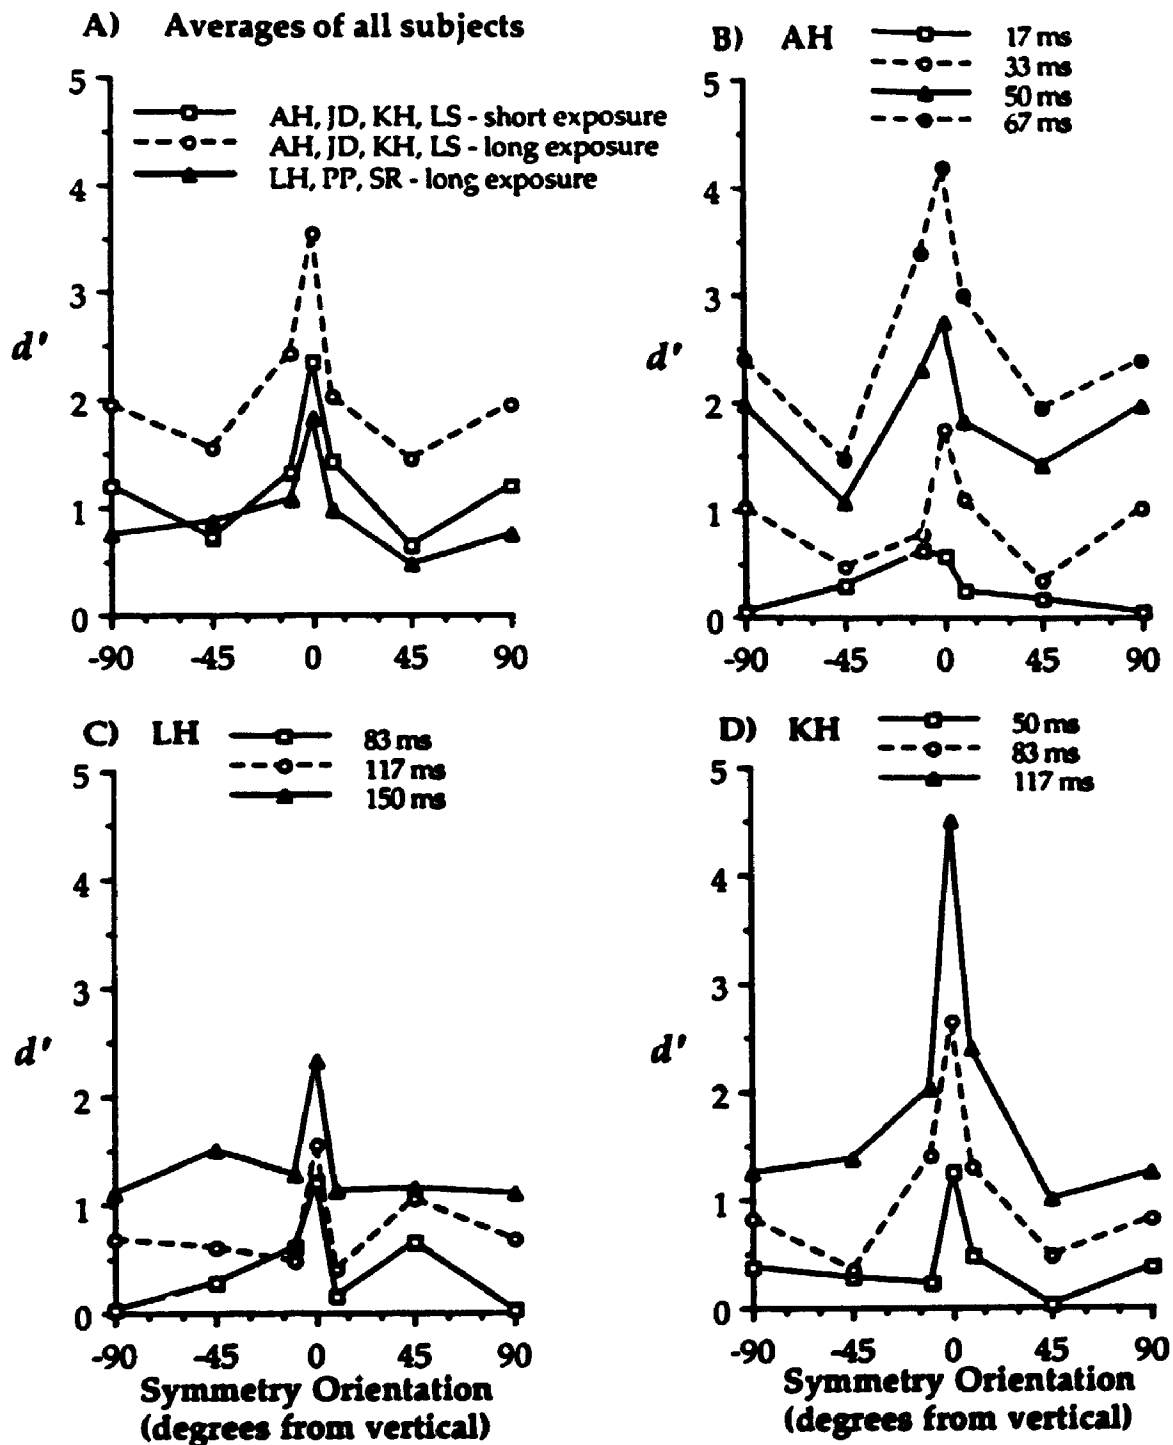 A) Averages of all subjects
AH, JD, KH, LS - short exposure
AH, JD, KH, LS - long exposure
LH, PP, SR - long exposure
5
4
3
2
1
0
d'
-90 -45 0 45 90
B) AH
17 ms
33 ms
50 ms
67 ms
5
4
3
2
1
0
d'
-90 -45 0 45 90
C) LH
83 ms
117 ms
150 ms
5
4
3
2
1
0
d'
-90 -45 0 45 90
Symmetry Orientation
(degrees from vertical)
D) KH
50 ms
83 ms
117 ms
5
4
3
2
1
0
d'
-90 -45 0 45 90
Symmetry Orientation
(degrees from vertical)